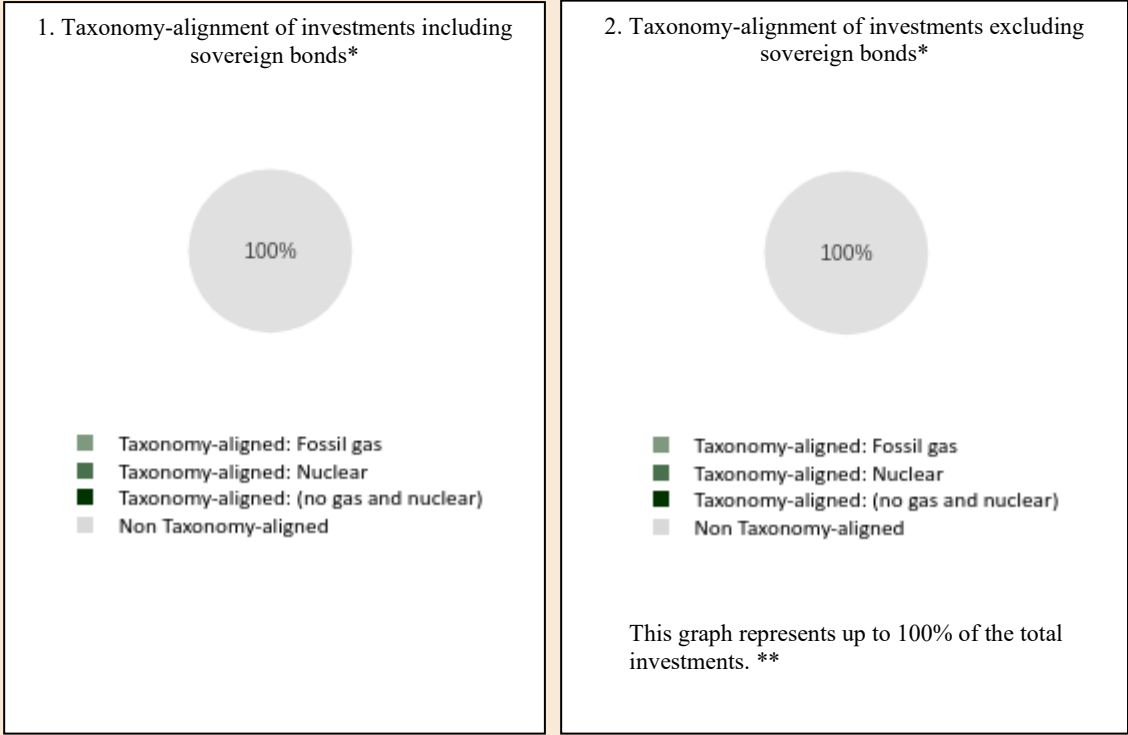 1. Taxonomy-alignment of investments including
sovereign bonds*
100%
Taxonomy-aligned: Fossil gas
Taxonomy-aligned: Nuclear
Taxonomy-aligned: (no gas and nuclear)
Non Taxonomy-aligned
2. Taxonomy-alignment of investments excluding
sovereign bonds*
100%
Taxonomy-aligned: Fossil gas
Taxonomy-aligned: Nuclear
Taxonomy-aligned: (no gas and nuclear)
Non Taxonomy-aligned
This graph represents up to 100% of the total
investments. **